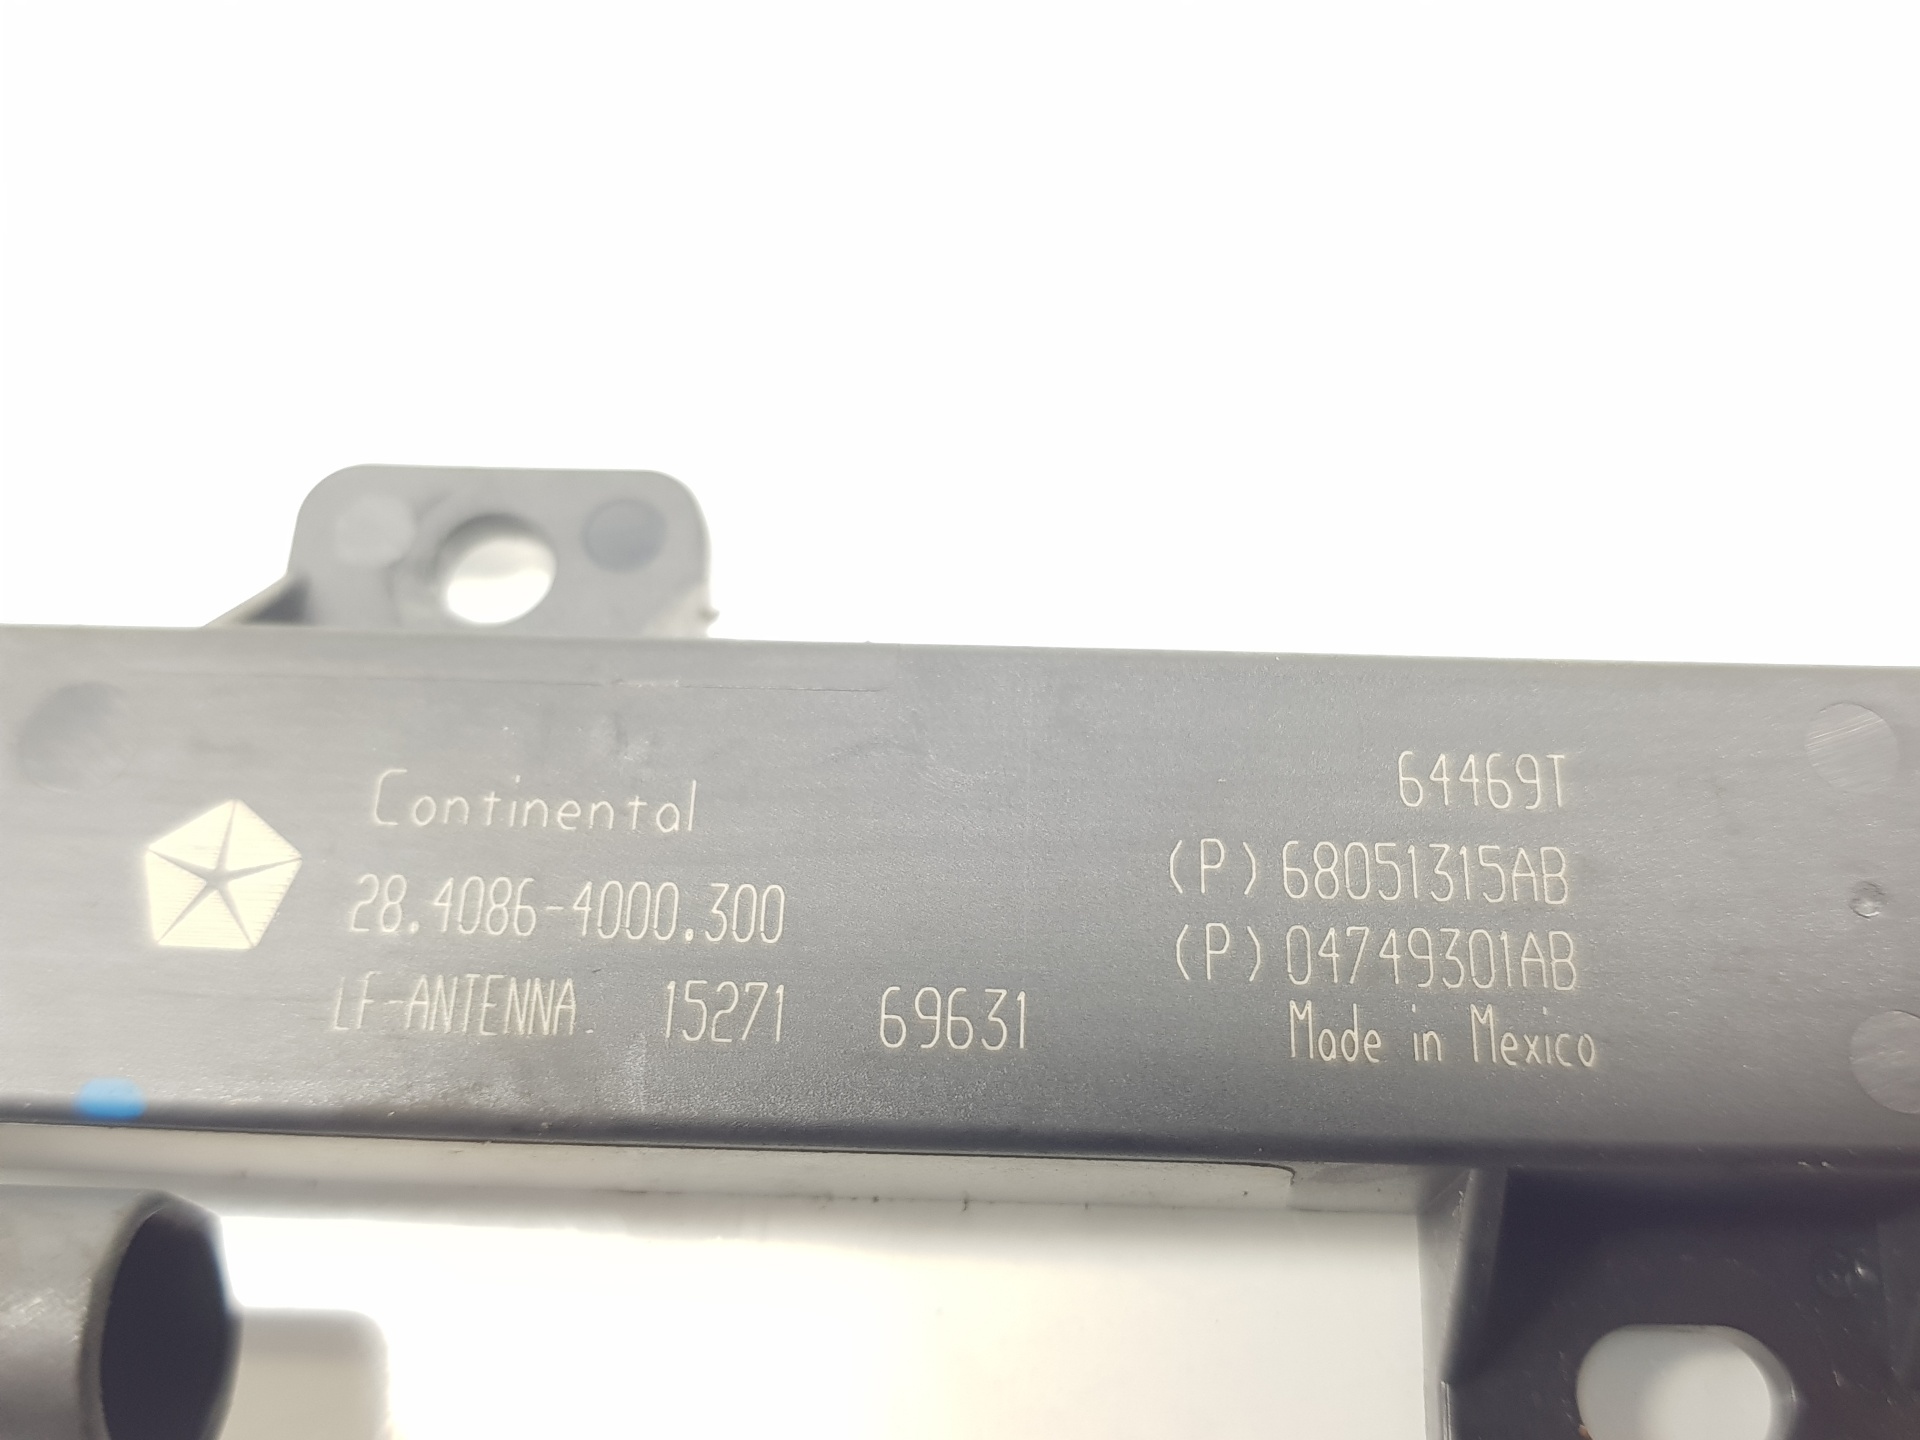 Continental
28.4086-4000.300
LF-ANTENNA 15271 69631
64469T
(P)68051315AB
(P)04749301AB
Made in Mexico